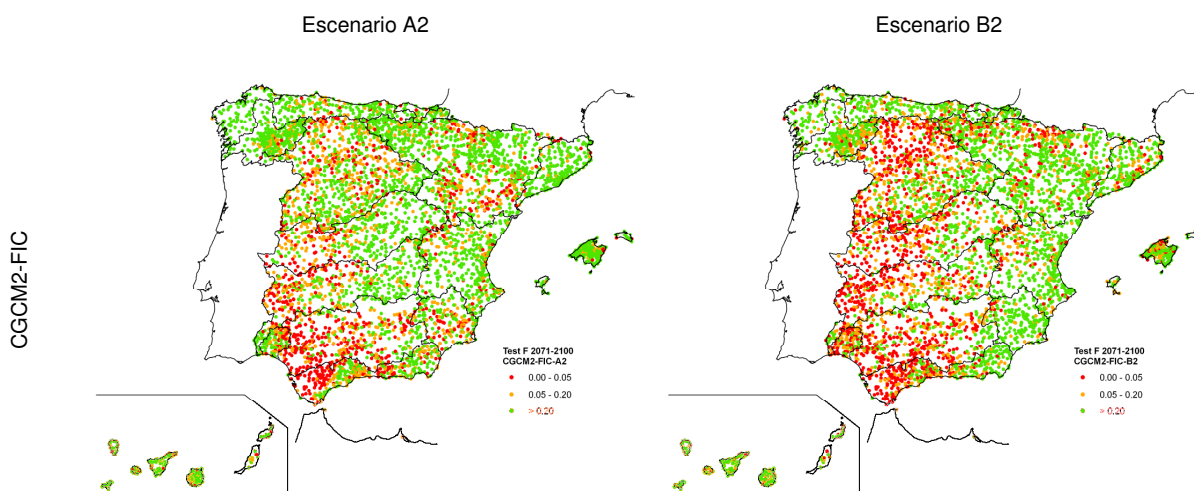 Escenario A2
Escenario B2
CGCM2-FIC
Test F 2071-2100
CGCM2-FIC-A2
0.00 - 0.05
0.05 - 0.20
> 0.20
Test F 2071-2100
CGCM2-FIC-B2
0.00 - 0.05
0.05 - 0.20
> 0.20